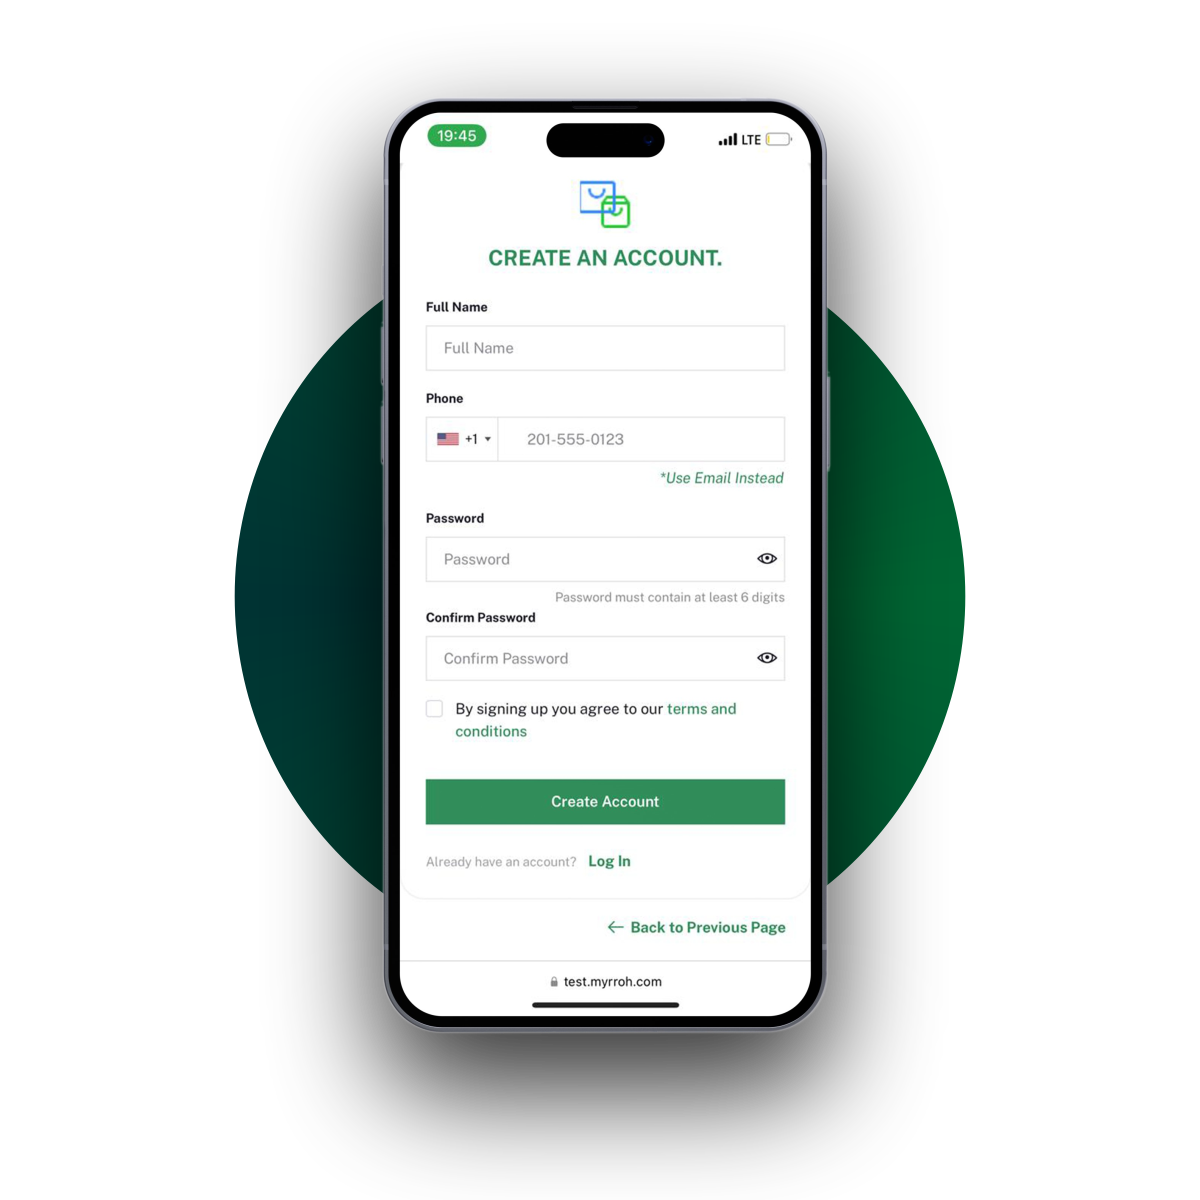 19:45
LTE
CREATE AN ACCOUNT.
Full Name
Full Name
Phone
+1
201-555-0123
*Use Email Instead
Password
Password
Password must contain at least 6 digits
Confirm Password
Confirm Password
By signing up you agree to our terms and
conditions
Create Account
Already have an account? Log In
← Back to Previous Page
test.myrroh.com